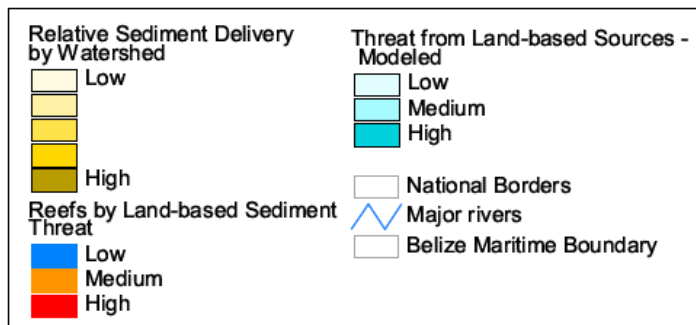 Relative Sediment Delivery
by Watershed
Low
High
Reefs by Land-based Sediment
Threat
Low
Medium
High
Threat from Land-based Sources -
Modeled
Low
Medium
High
National Borders
Major rivers
Belize Maritime Boundary